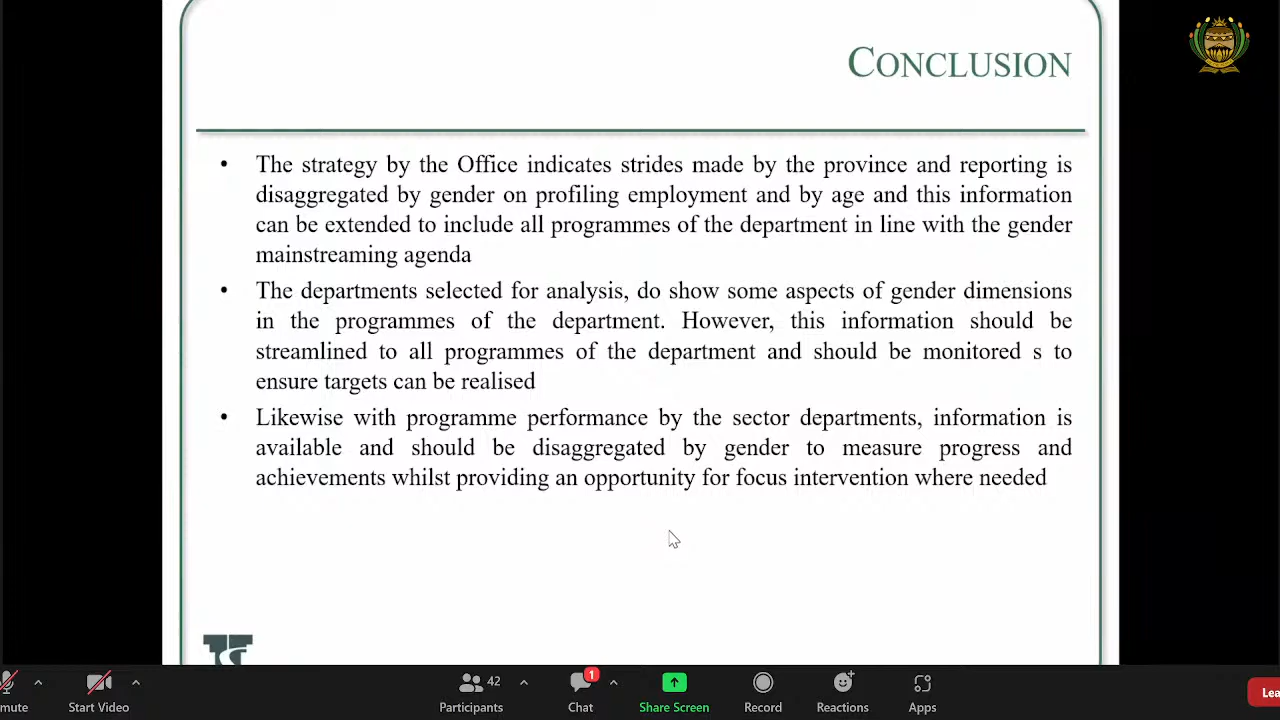 CONCLUSION
• The strategy by the Office indicates strides made by the province and reporting is
disaggregated by gender on profiling employment and by age and this information
can be extended to include all programmes of the department in line with the gender
mainstreaming agenda
• The departments selected for analysis, do show some aspects of gender dimensions
in the programmes of the department. However, this information should be
streamlined to all programmes of the department and should be monitored s to
ensure targets can be realised
• Likewise with programme performance by the sector departments, information is
available and should be disaggregated by gender to measure progress and
achievements whilst providing an opportunity for focus intervention where needed
42
1
mute
Start Video
Participants
Chat
Share Screen
Record
Reactions
Apps
Lea